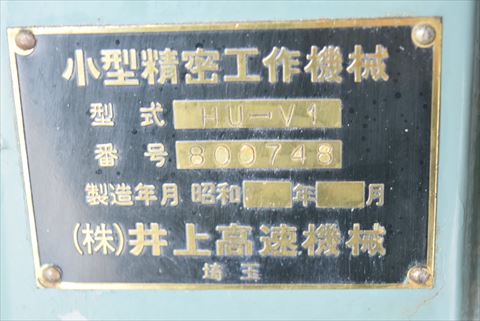 小型精密工作機械
型式 HU-V1
番号 800748
製造年月 昭和 年 月
(株)井上高速機械
埼玉